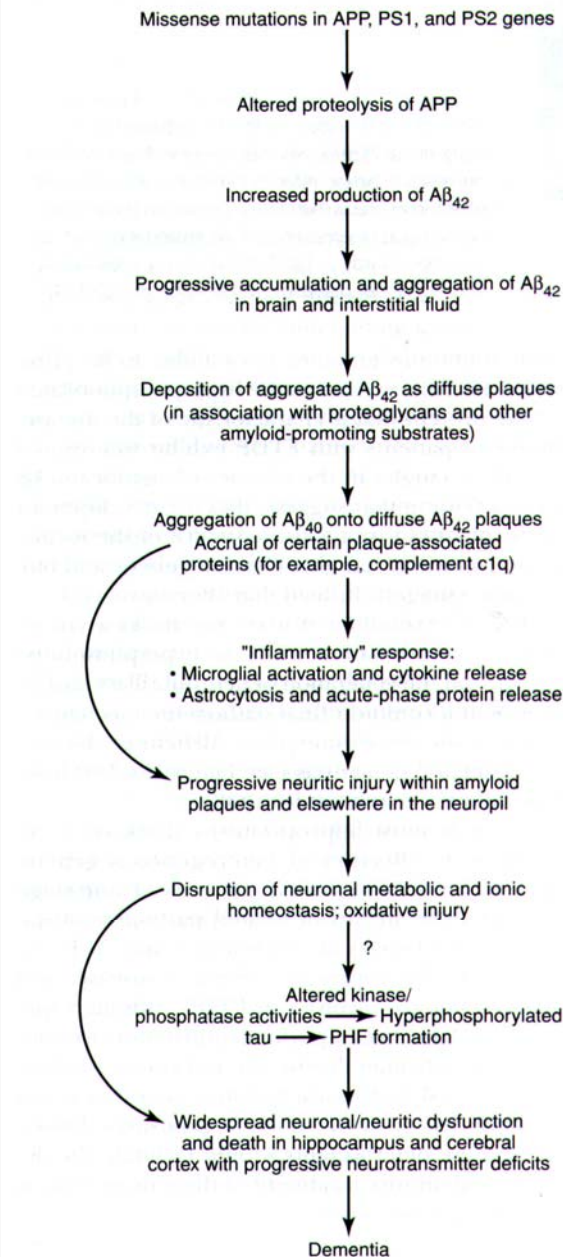 Missense mutations in APP, PS1, and PS2 genes
Altered proteolysis of APP
Increased production of Aβ42
Progressive accumulation and aggregation of Aβ42
in brain and interstitial fluid
Deposition of aggregated Aβ42 as diffuse plaques
(in association with proteoglycans and other
amyloid-promoting substrates)
Aggregation of Aβ40 onto diffuse Aβ42 plaques
Accrual of certain plaque-associated
proteins (for example, complement c1q)
"Inflammatory" response:
• Microglial activation and cytokine release
• Astrocytosis and acute-phase protein release
Progressive neuritic injury within amyloid
plaques and elsewhere in the neuropil
Disruption of neuronal metabolic and ionic
homeostasis; oxidative injury
?
Altered kinase/
phosphatase activities → Hyperphosphorylated
tau → PHF formation
Widespread neuronal/neuritic dysfunction
and death in hippocampus and cerebral
cortex with progressive neurotransmitter deficits
Dementia